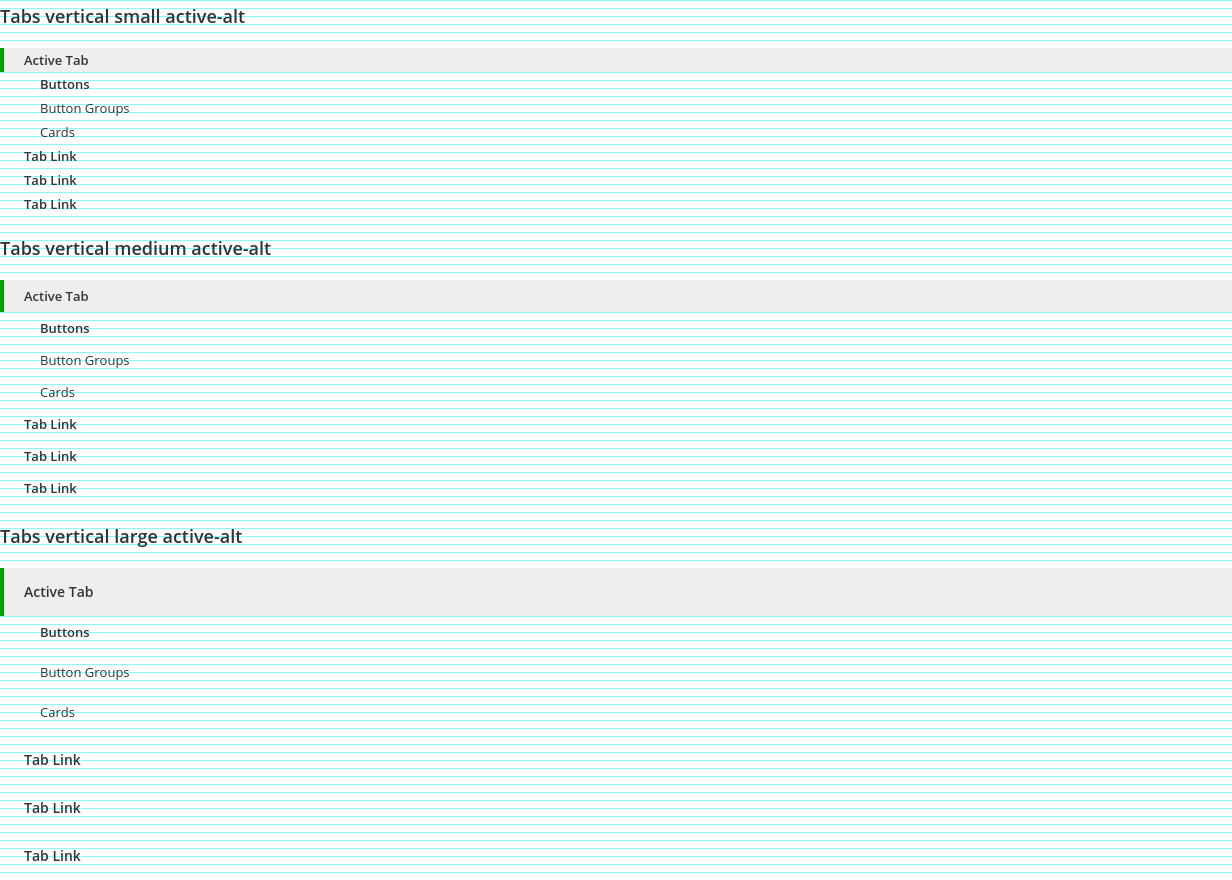 Tabs vertical small active-alt
Active Tab
Buttons
Button Groups
Cards
Tab Link
Tab Link
Tab Link
Tabs vertical medium active-alt
Active Tab
Buttons
Button Groups
Cards
Tab Link
Tab Link
Tab Link
Tabs vertical large active-alt
Active Tab
Buttons
Button Groups
Cards
Tab Link
Tab Link
Tab Link